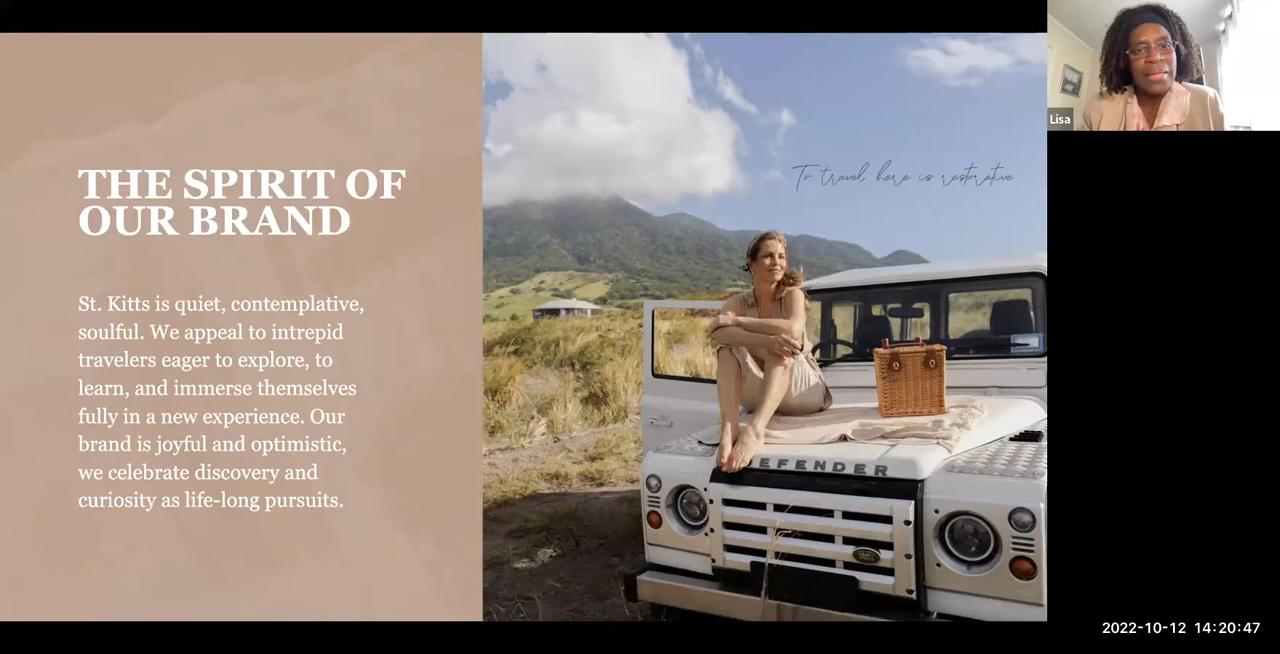 THE SPIRIT OF
OUR BRAND
St. Kitts is quiet, contemplative,
soulful. We appeal to intrepid
travelers eager to explore, to
learn, and immerse themselves
fully in a new experience. Our
brand is joyful and optimistic,
we celebrate discovery and
curiosity as life-long pursuits.
To travel here is restorative
EFENDER
Lisa
2022-10-12 14:20:47